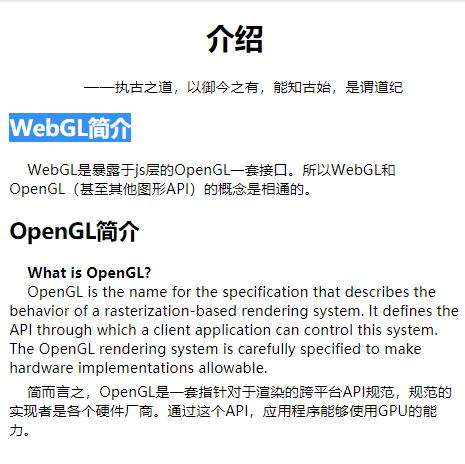 介绍
——执古之道，以御今之有，能知古始，是谓道纪
WebGL简介
WebGL是暴露于js层的OpenGL一套接口。所以WebGL和
OpenGL（甚至其他图形API）的概念是相通的。
OpenGL简介
What is OpenGL?
OpenGL is the name for the specification that describes the
behavior of a rasterization-based rendering system. It defines the
API through which a client application can control this system.
The OpenGL rendering system is carefully specified to make
hardware implementations allowable.
简而言之，OpenGL是一套指针对于渲染的跨平台API规范，规范的
实现者是各个硬件厂商。通过这个API，应用程序能够使用GPU的能
力。